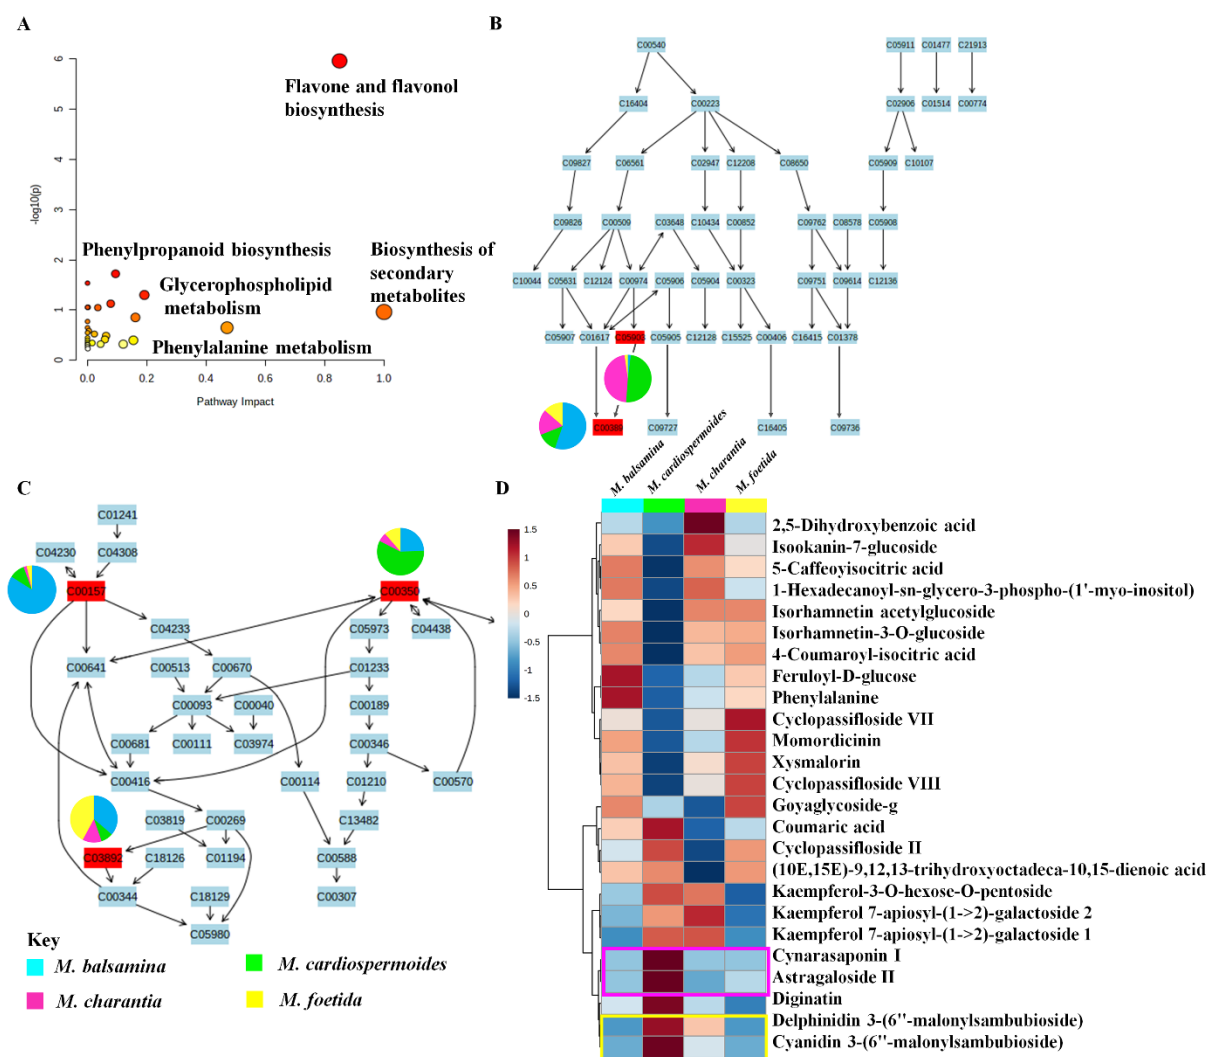 A
6
5
4
3
2
1
0
-log10(p)
Flavone and flavonol
biosynthesis
Phenylpropanoid biosynthesis
Glycerophospholipid
metabolism
Phenylalanine metabolism
Biosynthesis of
secondary
metabolites
0.0 0.2 0.4 0.6 0.8 1.0
Pathway Impact
B
C00540 C05911 C01477 C21913
C16404 C00223 C02906 C01514 C00774
C09827 C06561 C02947 C12208 C08650 C05909 C10107
C09826 C00509 C03648 C10434 C00852 C09762 C08578 C05908
C10044 C05631 C12124 C00974 C05906 C05904 C00323 C09751 C09614 C12136
C05907 C01617 C05903 C05905 C12128 C15525 C00406 C16415 C01378
C00389 C09727 C16405 C09736
C
C01241
C04230 C04308
C00157 C00350
C04233 C05973 C04438
C00641 C00513 C00670 C01233
C00093 C00040 C00189
C00681 C00111 C03974 C00346
C00416 C00114 C01210 C00570
C03819 C00269 C13482
C03892 C18126 C01194 C00588
C00344 C18129 C00307
C05980
Key
M. balsamina M. cardiospermoides
M. charantia M. foetida
D
M. balsamina
M. cardiospermoides
M. charantia
M. foetida
1.5
1
0.5
0
-0.5
-1
-1.5
2,5-Dihydroxybenzoic acid
Isookanin-7-glucoside
5-Caffeoyisocitric acid
1-Hexadecanoyl-sn-glycero-3-phospho-(1'-myo-inositol)
Isorhamnetin acetylglucoside
Isorhamnetin-3-O-glucoside
4-Coumaroyl-isocitric acid
Feruloyl-D-glucose
Phenylalanine
Cyclopassifloside VII
Momordicinin
Xysmalorin
Cyclopassifloside VIII
Goyaglycoside-g
Coumaric acid
Cyclopassifloside II
(10E,15E)-9,12,13-trihydroxyoctadeca-10,15-dienoic acid
Kaempferol-3-O-hexose-O-pentoside
Kaempferol 7-apiosyl-(1->2)-galactoside 2
Kaempferol 7-apiosyl-(1->2)-galactoside 1
Cynarasaponin I
Astragaloside II
Diginatin
Delphinidin 3-(6''-malonylsambubioside)
Cyanidin 3-(6''-malonylsambubioside)